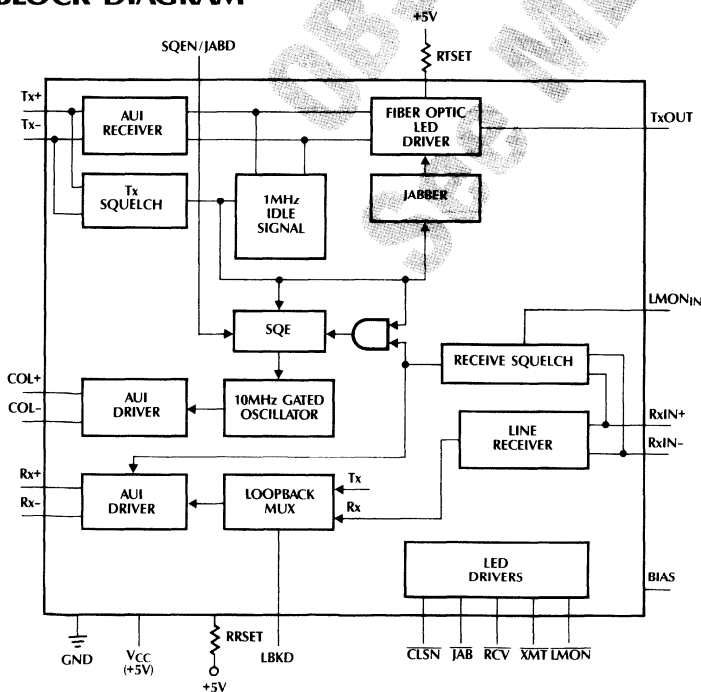 BLOCK DIAGRAM
+5V
SQEN/JABD
RTSET
Tx+
Tx–
AUI
RECEIVER
FIBER OPTIC
LED
DRIVER
TxOUT
Tx
SQUELCH
1MHz
IDLE
SIGNAL
JABBER
LMONIN
SQE
RECEIVE SQUELCH
COL+
COL–
AUI
DRIVER
10MHz GATED
OSCILLATOR
LINE
RECEIVER
RxIN+
RxIN–
Rx+
Rx–
AUI
DRIVER
LOOPBACK
MUX
Tx
Rx
LED
DRIVERS
BIAS
GND
VCC
(+5V)
RRSET
+5V
LBKD
CLSN JAB RCV XMT LMON